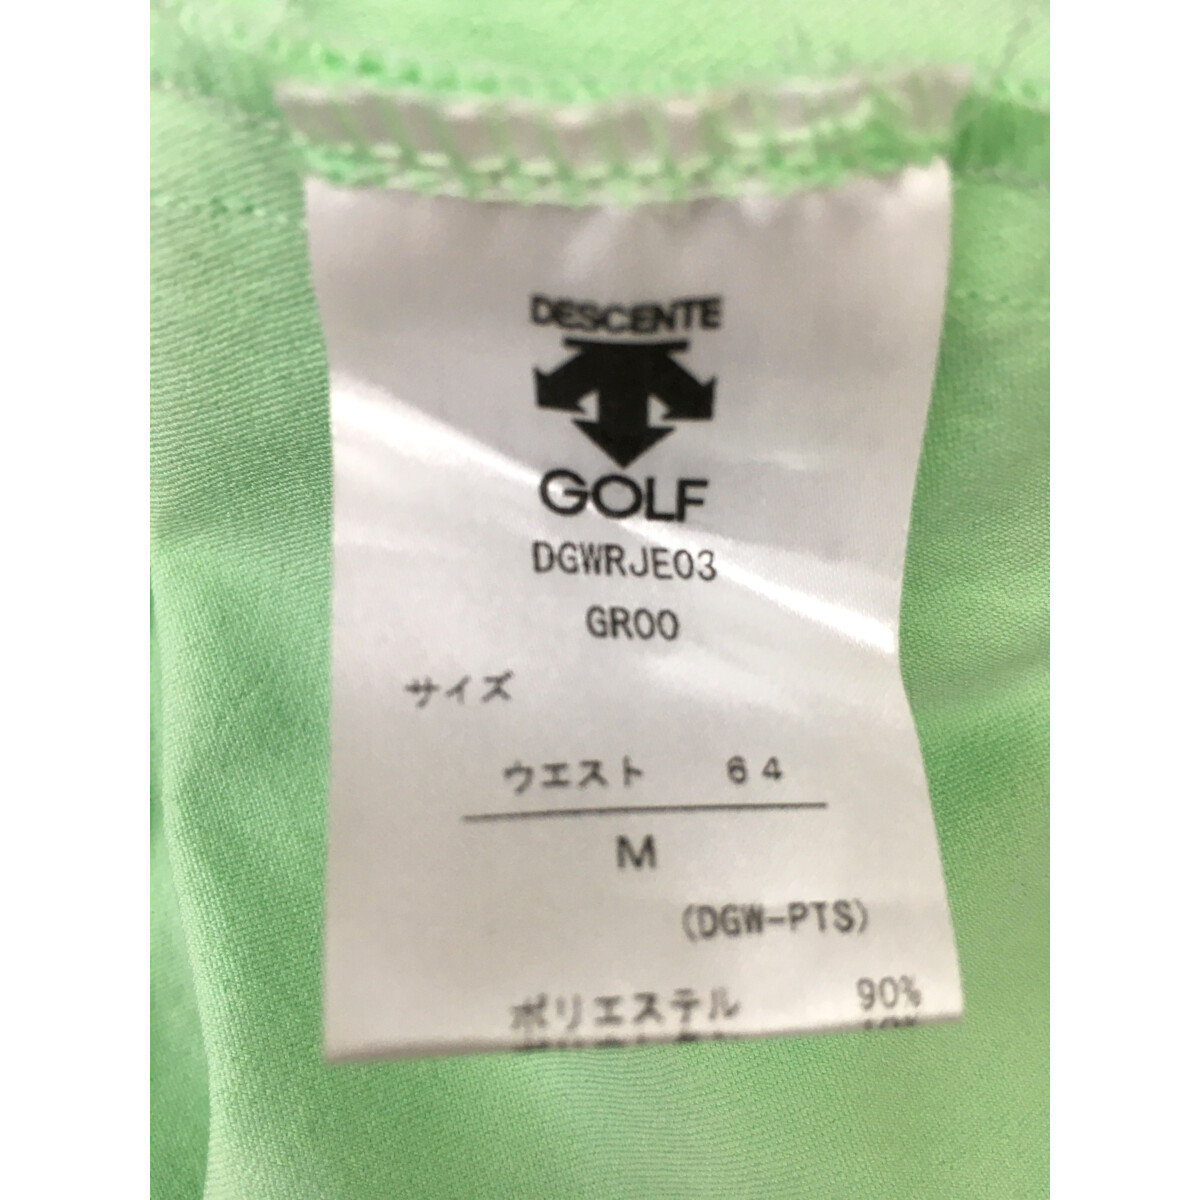 DESCENTE
GOLF
DGWRJE03
GR00
サイズ
ウエスト 64
M
(DGW-PTS)
ポリエステル 90%